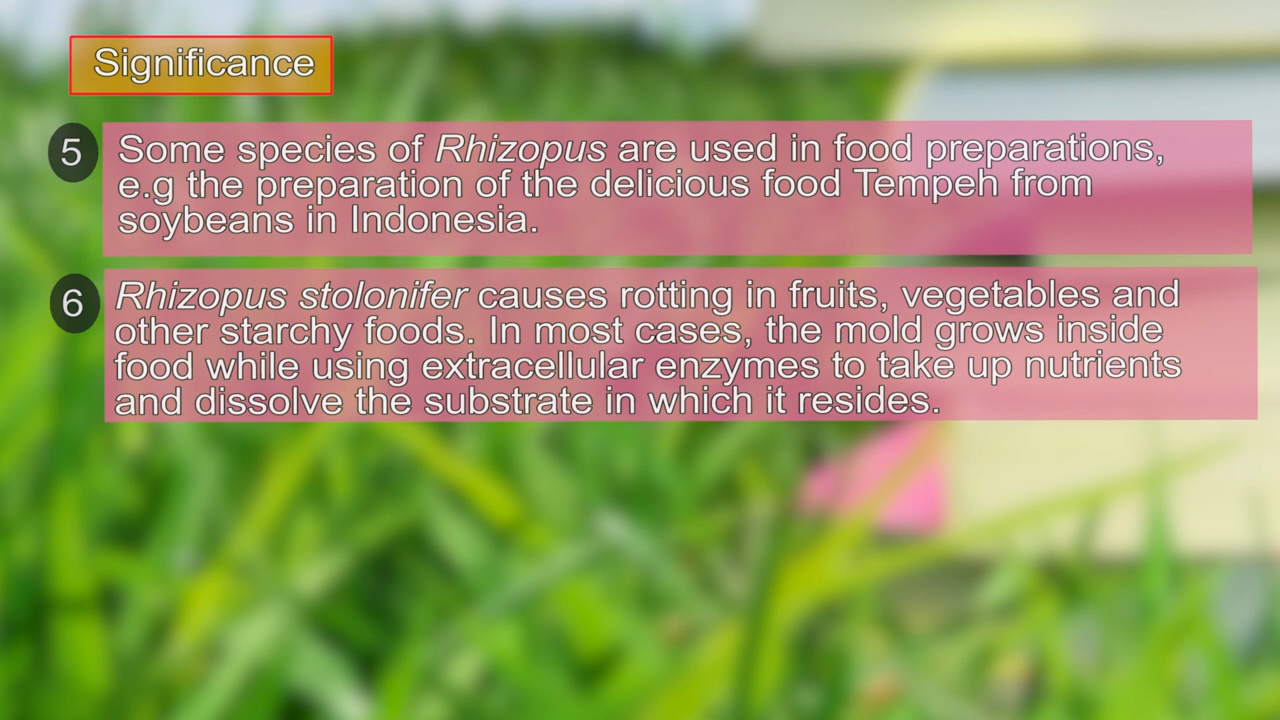 Significance
5
Some species of Rhizopus are used in food preparations,
e.g the preparation of the delicious food Tempeh from
soybeans in Indonesia.
6
Rhizopus stolonifer causes rotting in fruits, vegetables and
other starchy foods. In most cases, the mold grows inside
food while using extracellular enzymes to take up nutrients
and dissolve the substrate in which it resides.